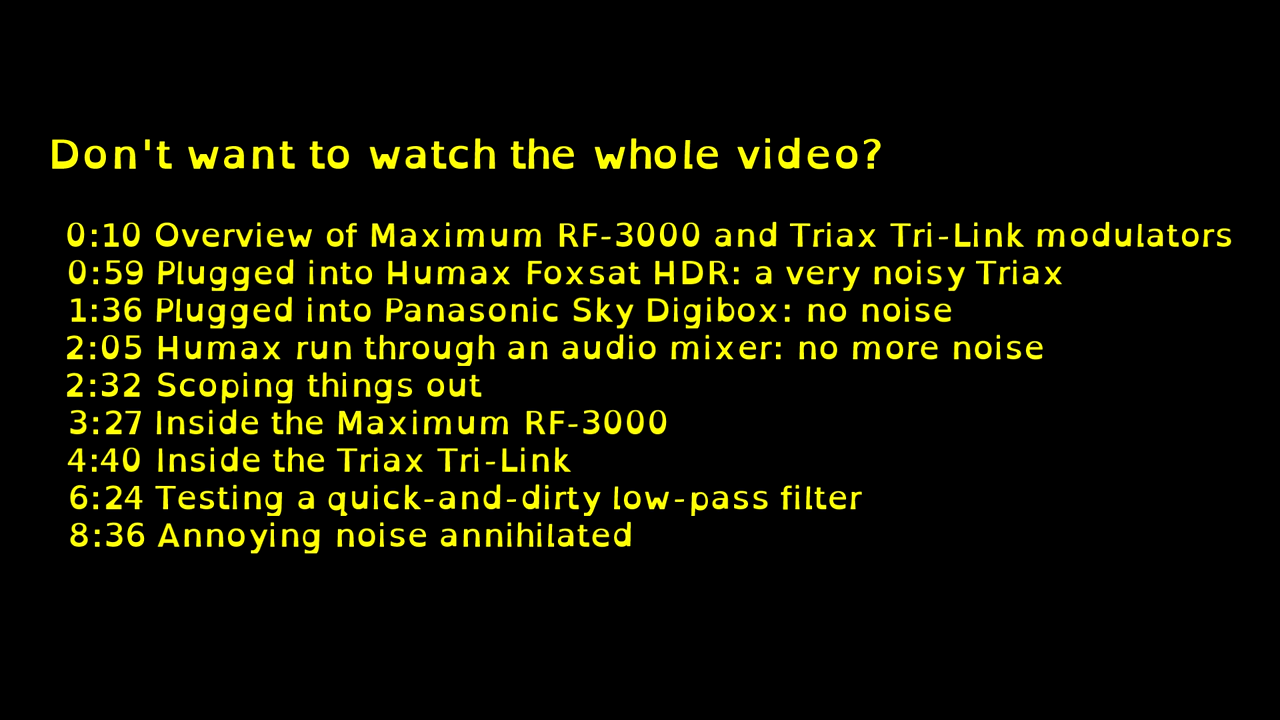 Don't want to watch the whole video?
0:10 Overview of Maximum RF-3000 and Triax Tri-Link modulators
0:59 Plugged into Humax Foxsat HDR: a very noisy Triax
1:36 Plugged into Panasonic Sky Digibox: no noise
2:05 Humax run through an audio mixer: no more noise
2:32 Scoping things out
3:27 Inside the Maximum RF-3000
4:40 Inside the Triax Tri-Link
6:24 Testing a quick-and-dirty low-pass filter
8:36 Annoying noise annihilated